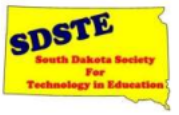 SDSTE
South Dakota Society
For
Technology in Education